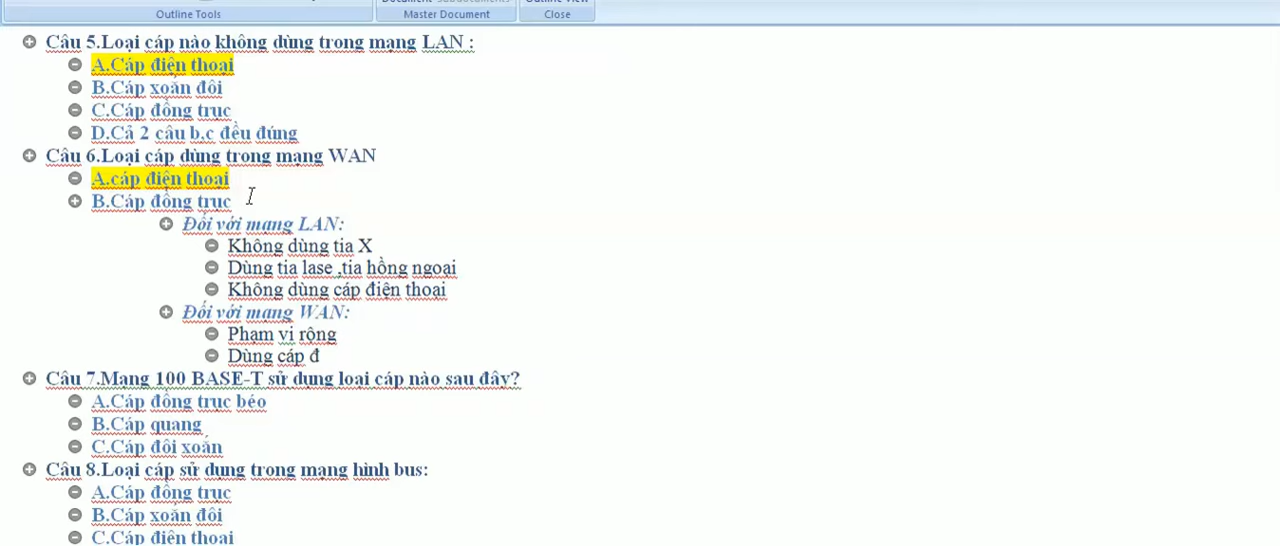 Outline Tools
Master Document
Close
Câu 5.Loại cáp nào không dùng trong mạng LAN :
A.Cáp điện thoại
B.Cáp xoắn đôi
C.Cáp đồng trục
D.Cả 2 câu b,c đều đúng
Câu 6.Loại cáp dùng trong mạng WAN
A.cáp điện thoại
B.Cáp đồng trục
Đối với mạng LAN:
Không dùng tia X
Dùng tia lase ,tia hồng ngoại
Không dùng cáp điện thoại
Đối với mạng WAN:
Phạm vi rộng
Dùng cáp đ
Câu 7.Mạng 100 BASE-T sử dụng loại cáp nào sau đây?
A.Cáp đồng trục béo
B.Cáp quang
C.Cáp đôi xoắn
Câu 8.Loại cáp sử dụng trong mạng hình bus:
A.Cáp đồng trục
B.Cáp xoắn đôi
C.Cáp điện thoại